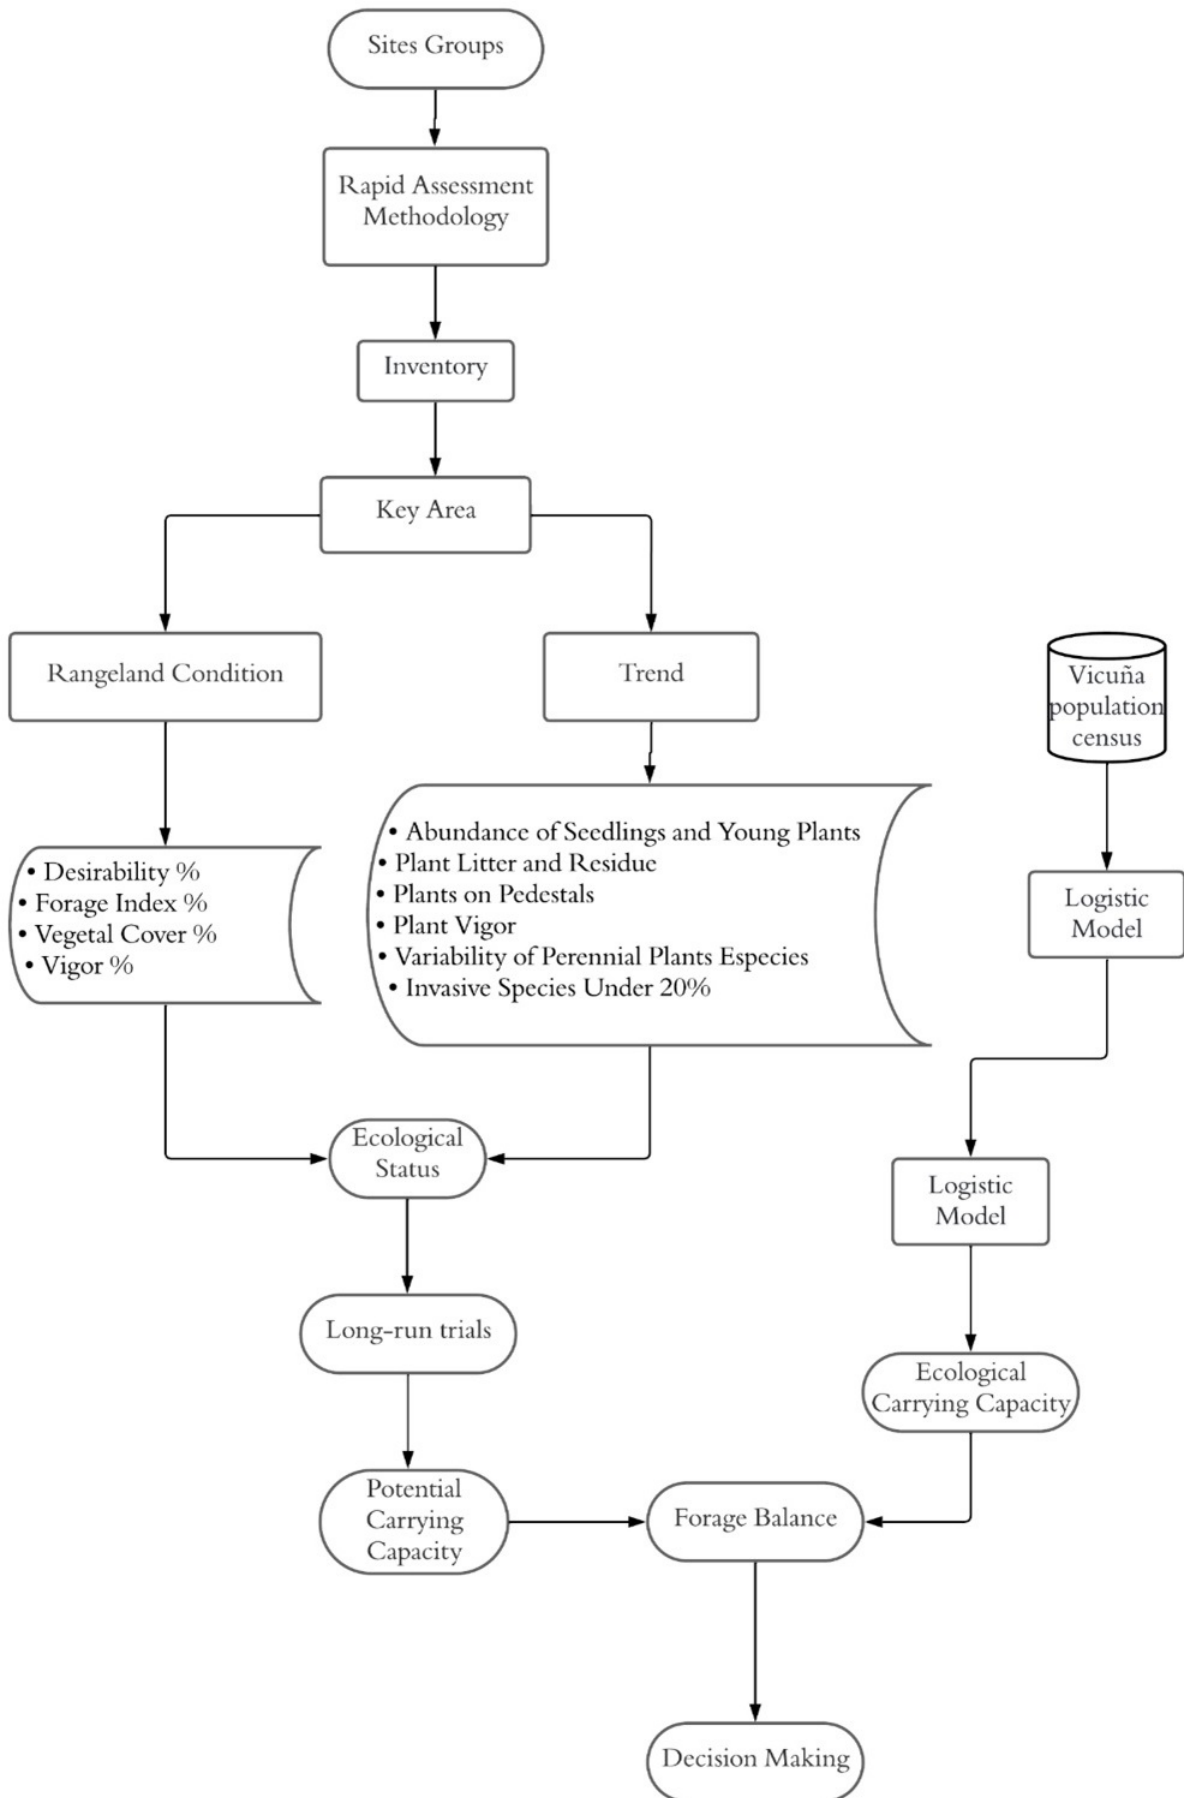 Sites Groups
Rapid Assessment
Methodology
Inventory
Key Area
Rangeland Condition
Trend
Vicuña
population
census
• Desirability %
• Forage Index %
• Vegetal Cover %
• Vigor %
• Abundance of Seedlings and Young Plants
• Plant Litter and Residue
• Plants on Pedestals
• Plant Vigor
• Variability of Perennial Plants Especies
• Invasive Species Under 20%
Logistic
Model
Ecological
Status
Logistic
Model
Long-run trials
Ecological
Carrying Capacity
Potential
Carrying
Capacity
Forage Balance
Decision Making